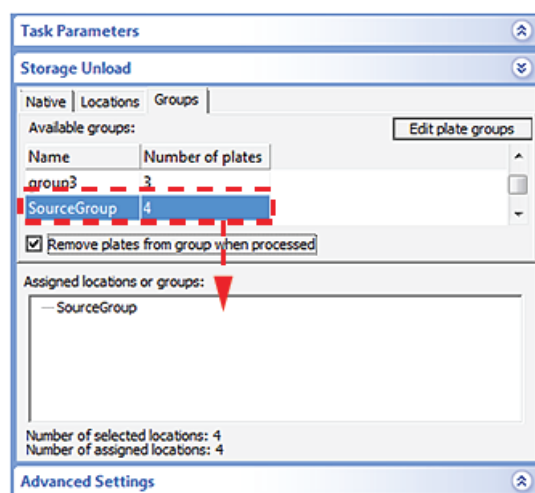 Task Parameters
Storage Unload
Native Locations Groups
Available groups: Edit plate groups
Name Number of plates
group3 3
SourceGroup 4
Remove plates from group when processed
Assigned locations or groups:
SourceGroup
Number of selected locations: 4
Number of assigned locations: 4
Advanced Settings